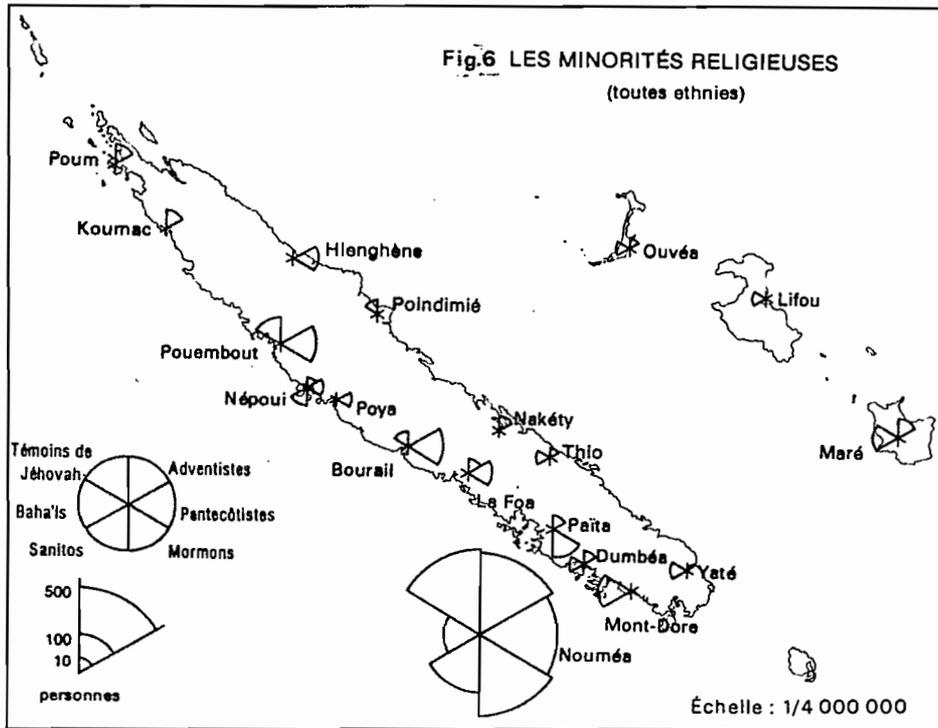 Fig.6 LES MINORITÉS RELIGIEUSES
(toutes ethnies)
Poum
Koumac
Hienghène
Ouvéa
Poindimié
Lifou
Pouembout
Népoui
Poya
Nakéty
Maré
Thio
Bourail
La Foa
Témoins de
Jéhovah
Adventistes
Baha'is
Pantecôtistes
Sanitos
Mormons
Païta
Dumbéa
Yaté
Mont-Dore
Nouméa
500
100
10
personnes
Échelle : 1/4 000 000